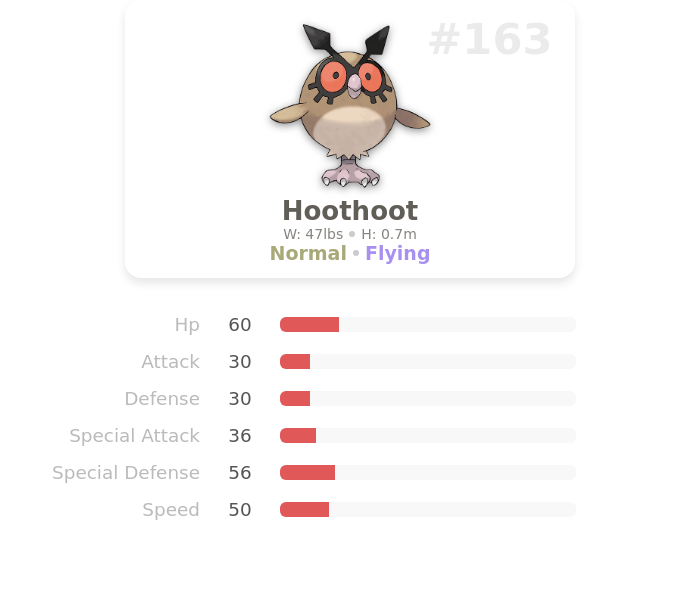 #163
Hoothoot
W: 47lbs • H: 0.7m
Normal • Flying
Hp 60
Attack 30
Defense 30
Special Attack 36
Special Defense 56
Speed 50